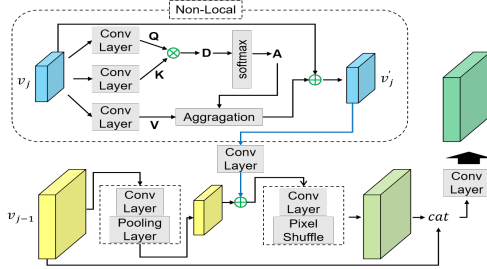 Non-Local
Conv
Layer
Q
Conv
Layer
K
Conv
Layer
V
D
softmax
A
Aggragation
v_j
v_j'
Conv
Layer
v_{j-1}
Conv
Layer
Pooling
Layer
Conv
Layer
Pixel
Shuffle
cat
Conv
Layer